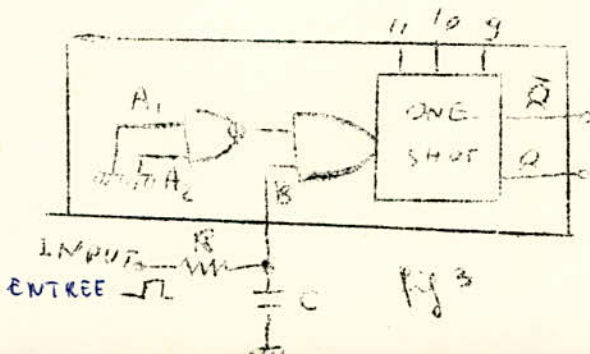 11 10 9
A1
ONE Q̄
SHOT Q
A2
B
INPUT R
ENTREE C
fig 3